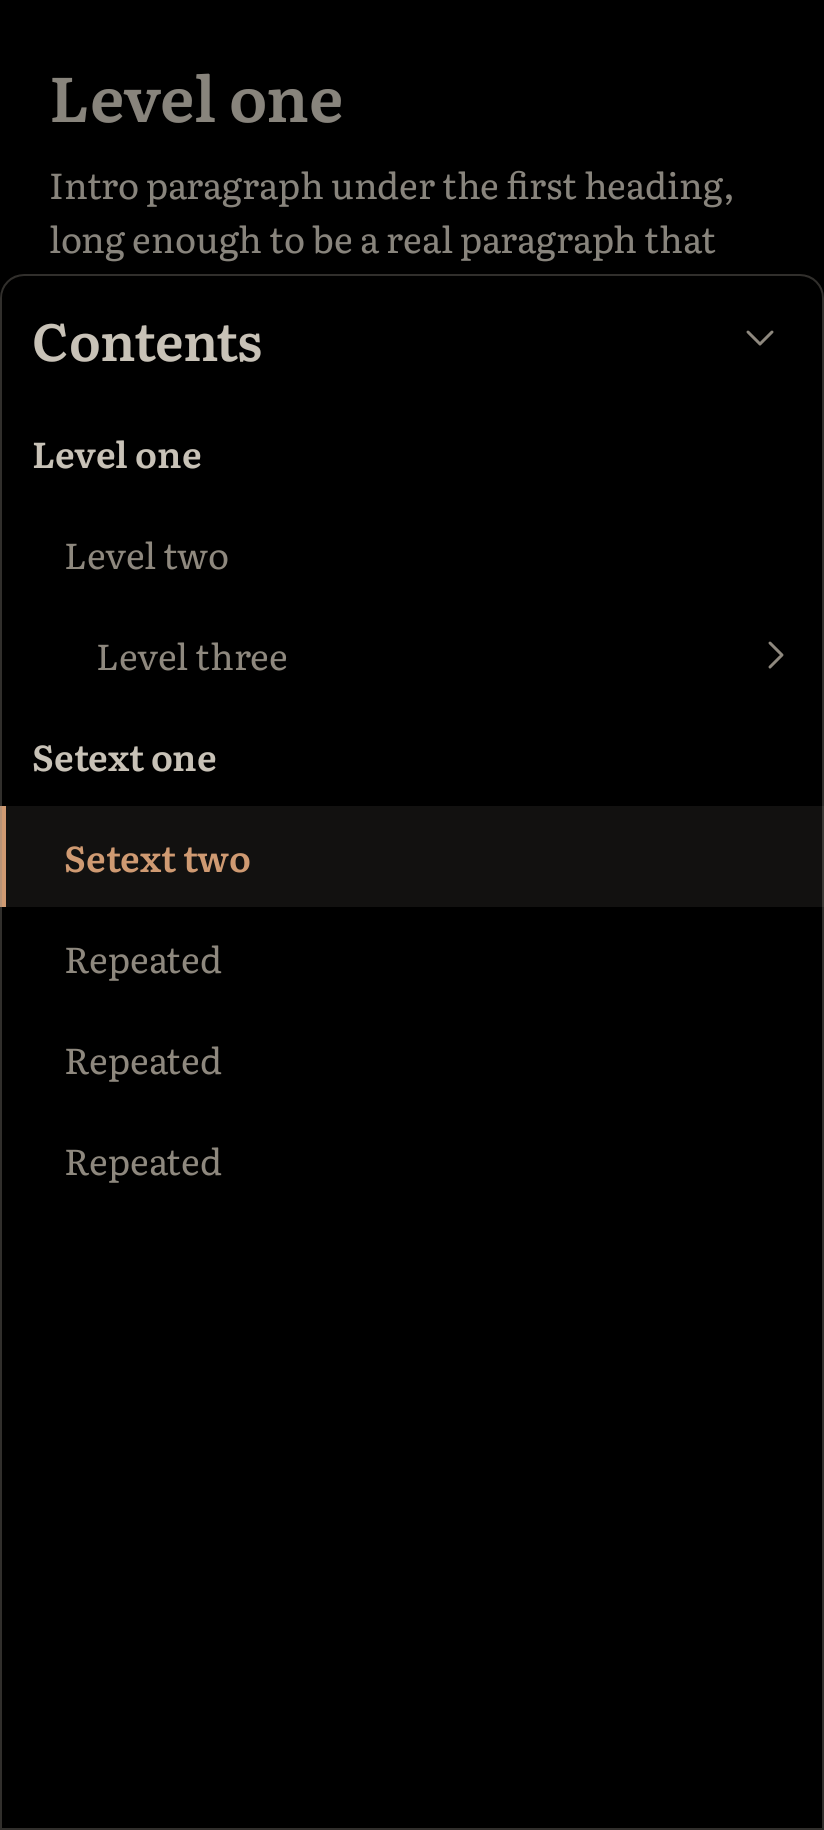 Level one
Intro paragraph under the first heading,
long enough to be a real paragraph that
Contents
Level one
Level two
Level three
Setext one
Setext two
Repeated
Repeated
Repeated